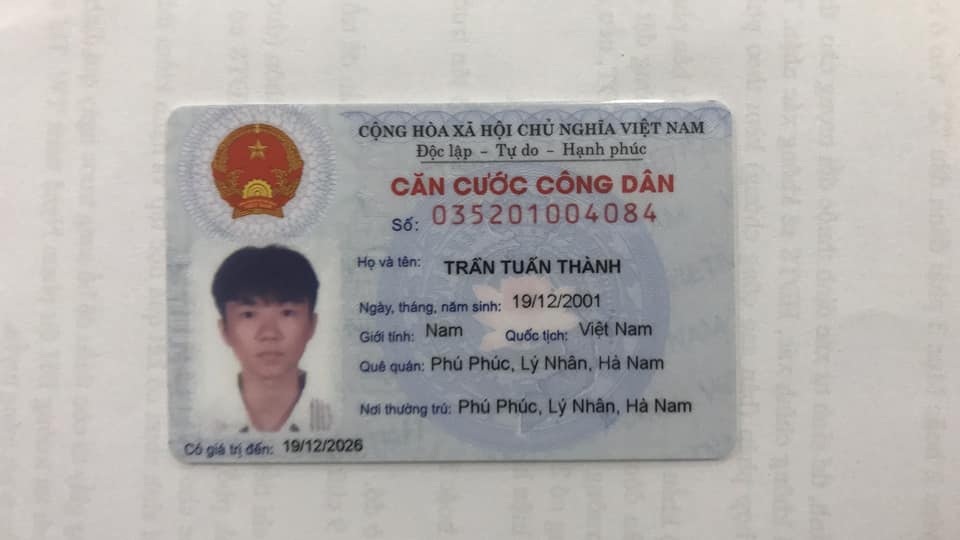 CỘNG HÒA XÃ HỘI CHỦ NGHĨA VIỆT NAM
Độc lập - Tự do - Hạnh phúc
CĂN CƯỚC CÔNG DÂN
Số: 035201004084
Họ và tên: TRẦN TUẤN THÀNH
Ngày, tháng, năm sinh: 19/12/2001
Giới tính: Nam Quốc tịch: Việt Nam
Quê quán: Phú Phúc, Lý Nhân, Hà Nam
Nơi thường trú: Phú Phúc, Lý Nhân, Hà Nam
Có giá trị đến: 19/12/2026